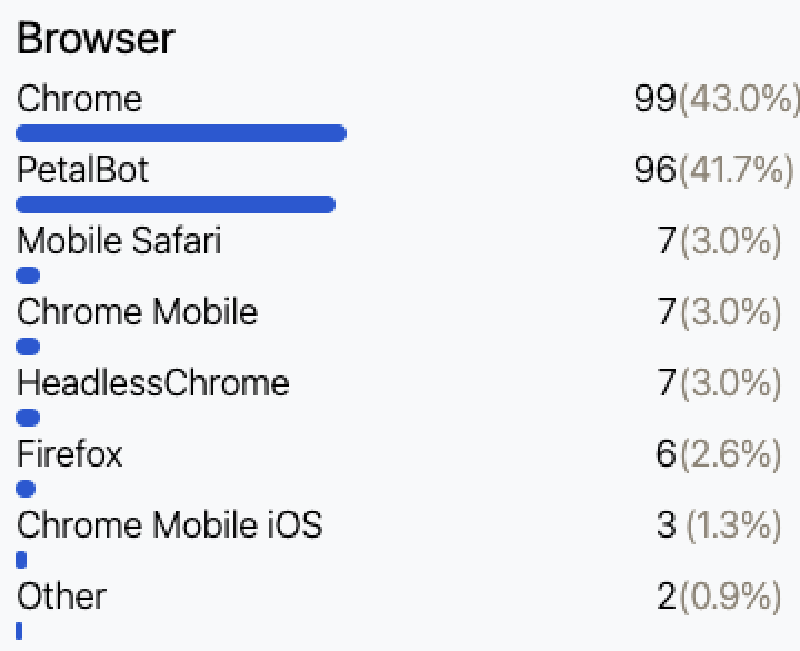 Browser
Chrome 99(43.0%)
PetalBot 96(41.7%)
Mobile Safari 7(3.0%)
Chrome Mobile 7(3.0%)
HeadlessChrome 7(3.0%)
Firefox 6(2.6%)
Chrome Mobile iOS 3 (1.3%)
Other 2(0.9%)